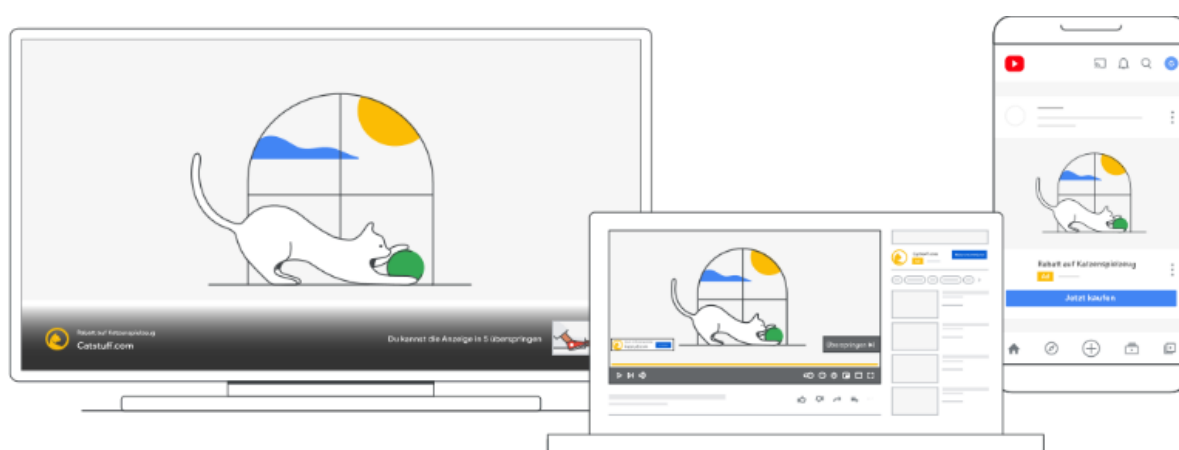 Rabatt auf Katzenspielzeug
Catstuff.com
Du kannst die Anzeige in 5 überspringen
Überspringen
Rabatt auf Katzenspielzeug
Ad
Jetzt kaufen